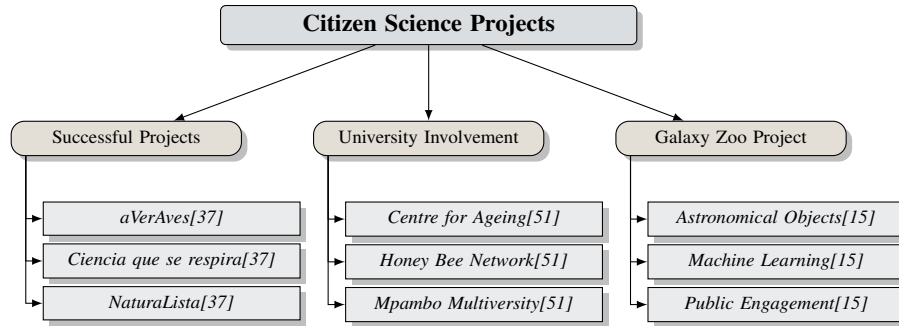 Citizen Science Projects
Successful Projects
University Involvement
Galaxy Zoo Project
aVerAves[37]
Centre for Ageing[51]
Astronomical Objects[15]
Ciencia que se respira[37]
Honey Bee Network[51]
Machine Learning[15]
NaturaLista[37]
Mpambo Multiversity[51]
Public Engagement[15]